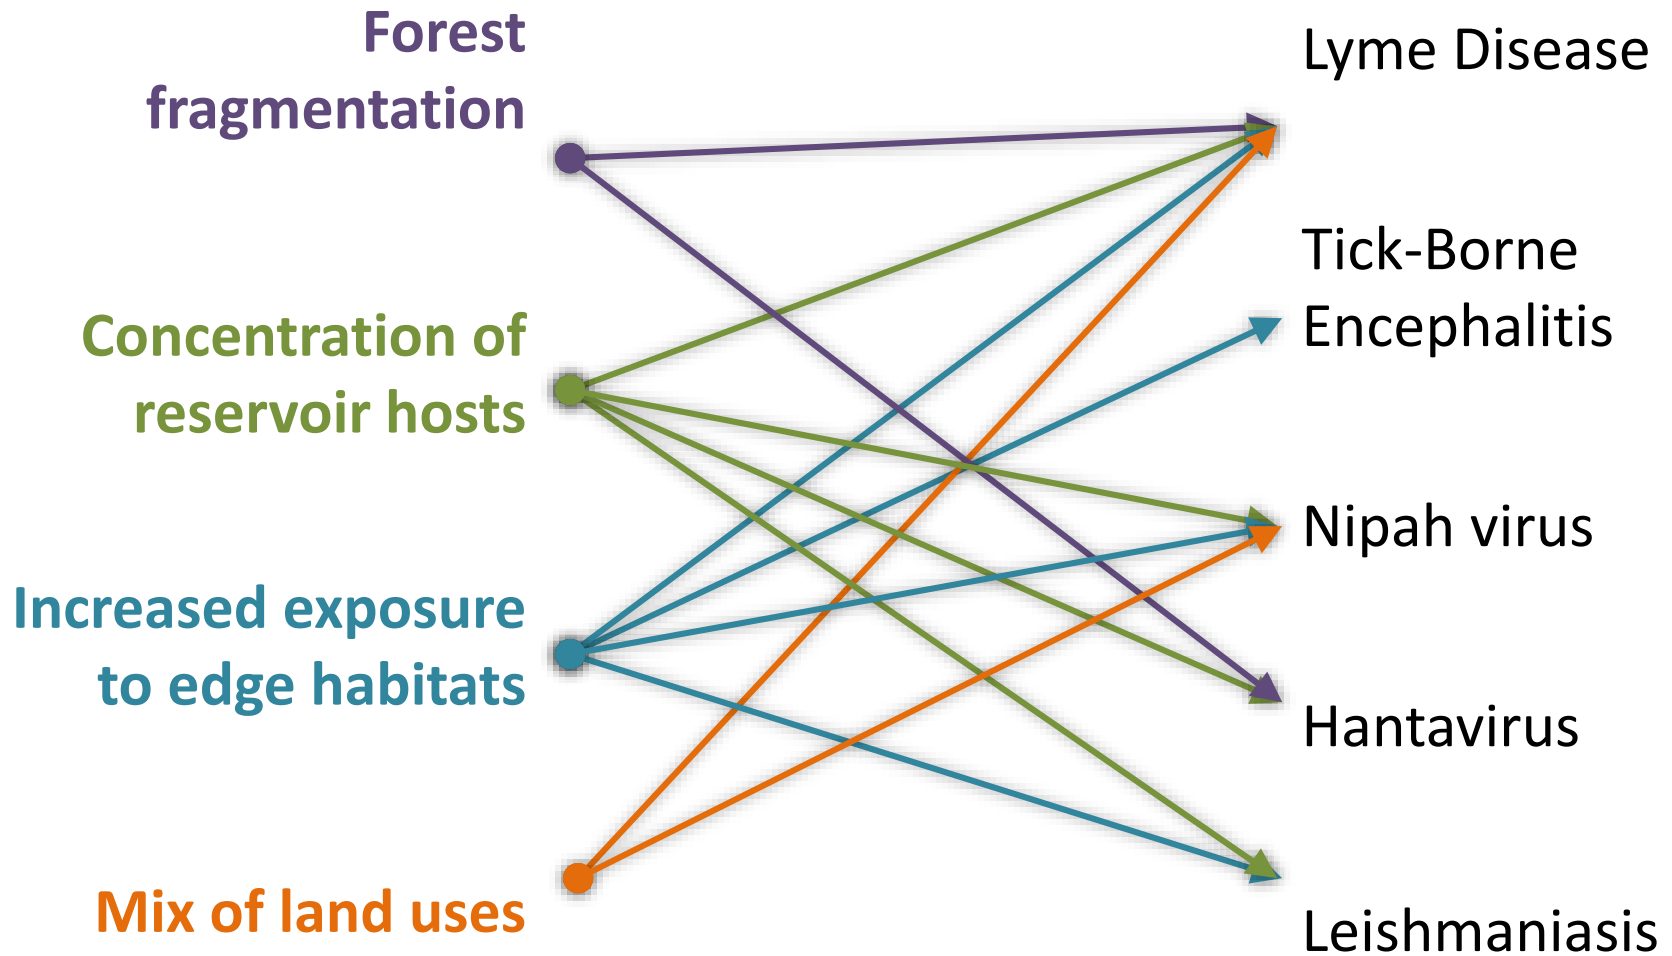 Forest
fragmentation
Concentration of
reservoir hosts
Increased exposure
to edge habitats
Mix of land uses
Lyme Disease
Tick-Borne
Encephalitis
Nipah virus
Hantavirus
Leishmaniasis